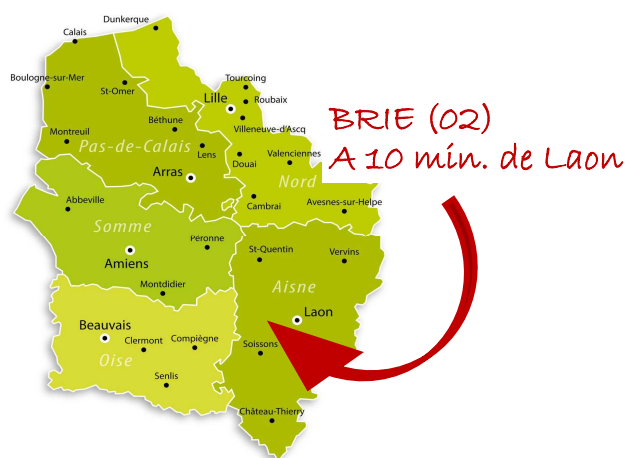 Dunkerque
Calais
Boulogne-sur-Mer
St-Omer
Tourcoing
Lille
Roubaix
Villeneuve-d'Ascq
Béthune
Montreuil
Pas-de-Calais
Lens
Douai
Valenciennes
Arras
Nord
Cambrai
Avesnes-sur-Helpe
BRIE (02)
A 10 min. de Laon
Abbeville
Somme
Péronne
Amiens
St-Quentin
Vervins
Montdidier
Aisne
Laon
Beauvais
Clermont
Compiègne
Soissons
Oise
Senlis
Château-Thierry